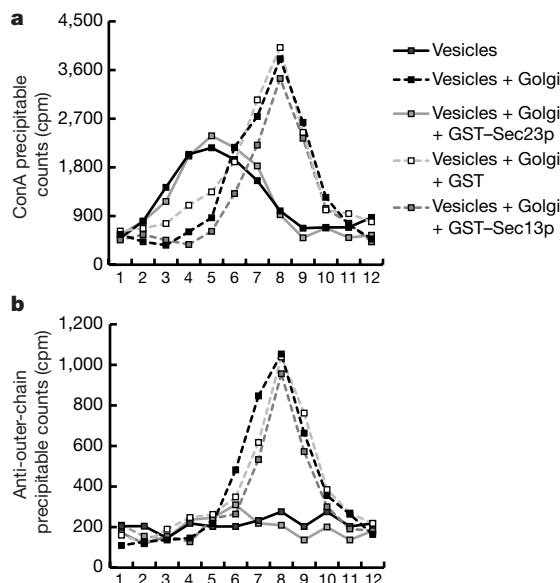 a
ConA precipitable
counts (cpm)
4,500
3,600
2,700
1,800
900
0
1 2 3 4 5 6 7 8 9 10 11 12
Vesicles
Vesicles + Golgi
Vesicles + Golgi
+ GST–Sec23p
Vesicles + Golgi
+ GST
Vesicles + Golgi
+ GST–Sec13p
b
Anti-outer-chain
precipitable counts (cpm)
1,200
1,000
800
600
400
200
0
1 2 3 4 5 6 7 8 9 10 11 12